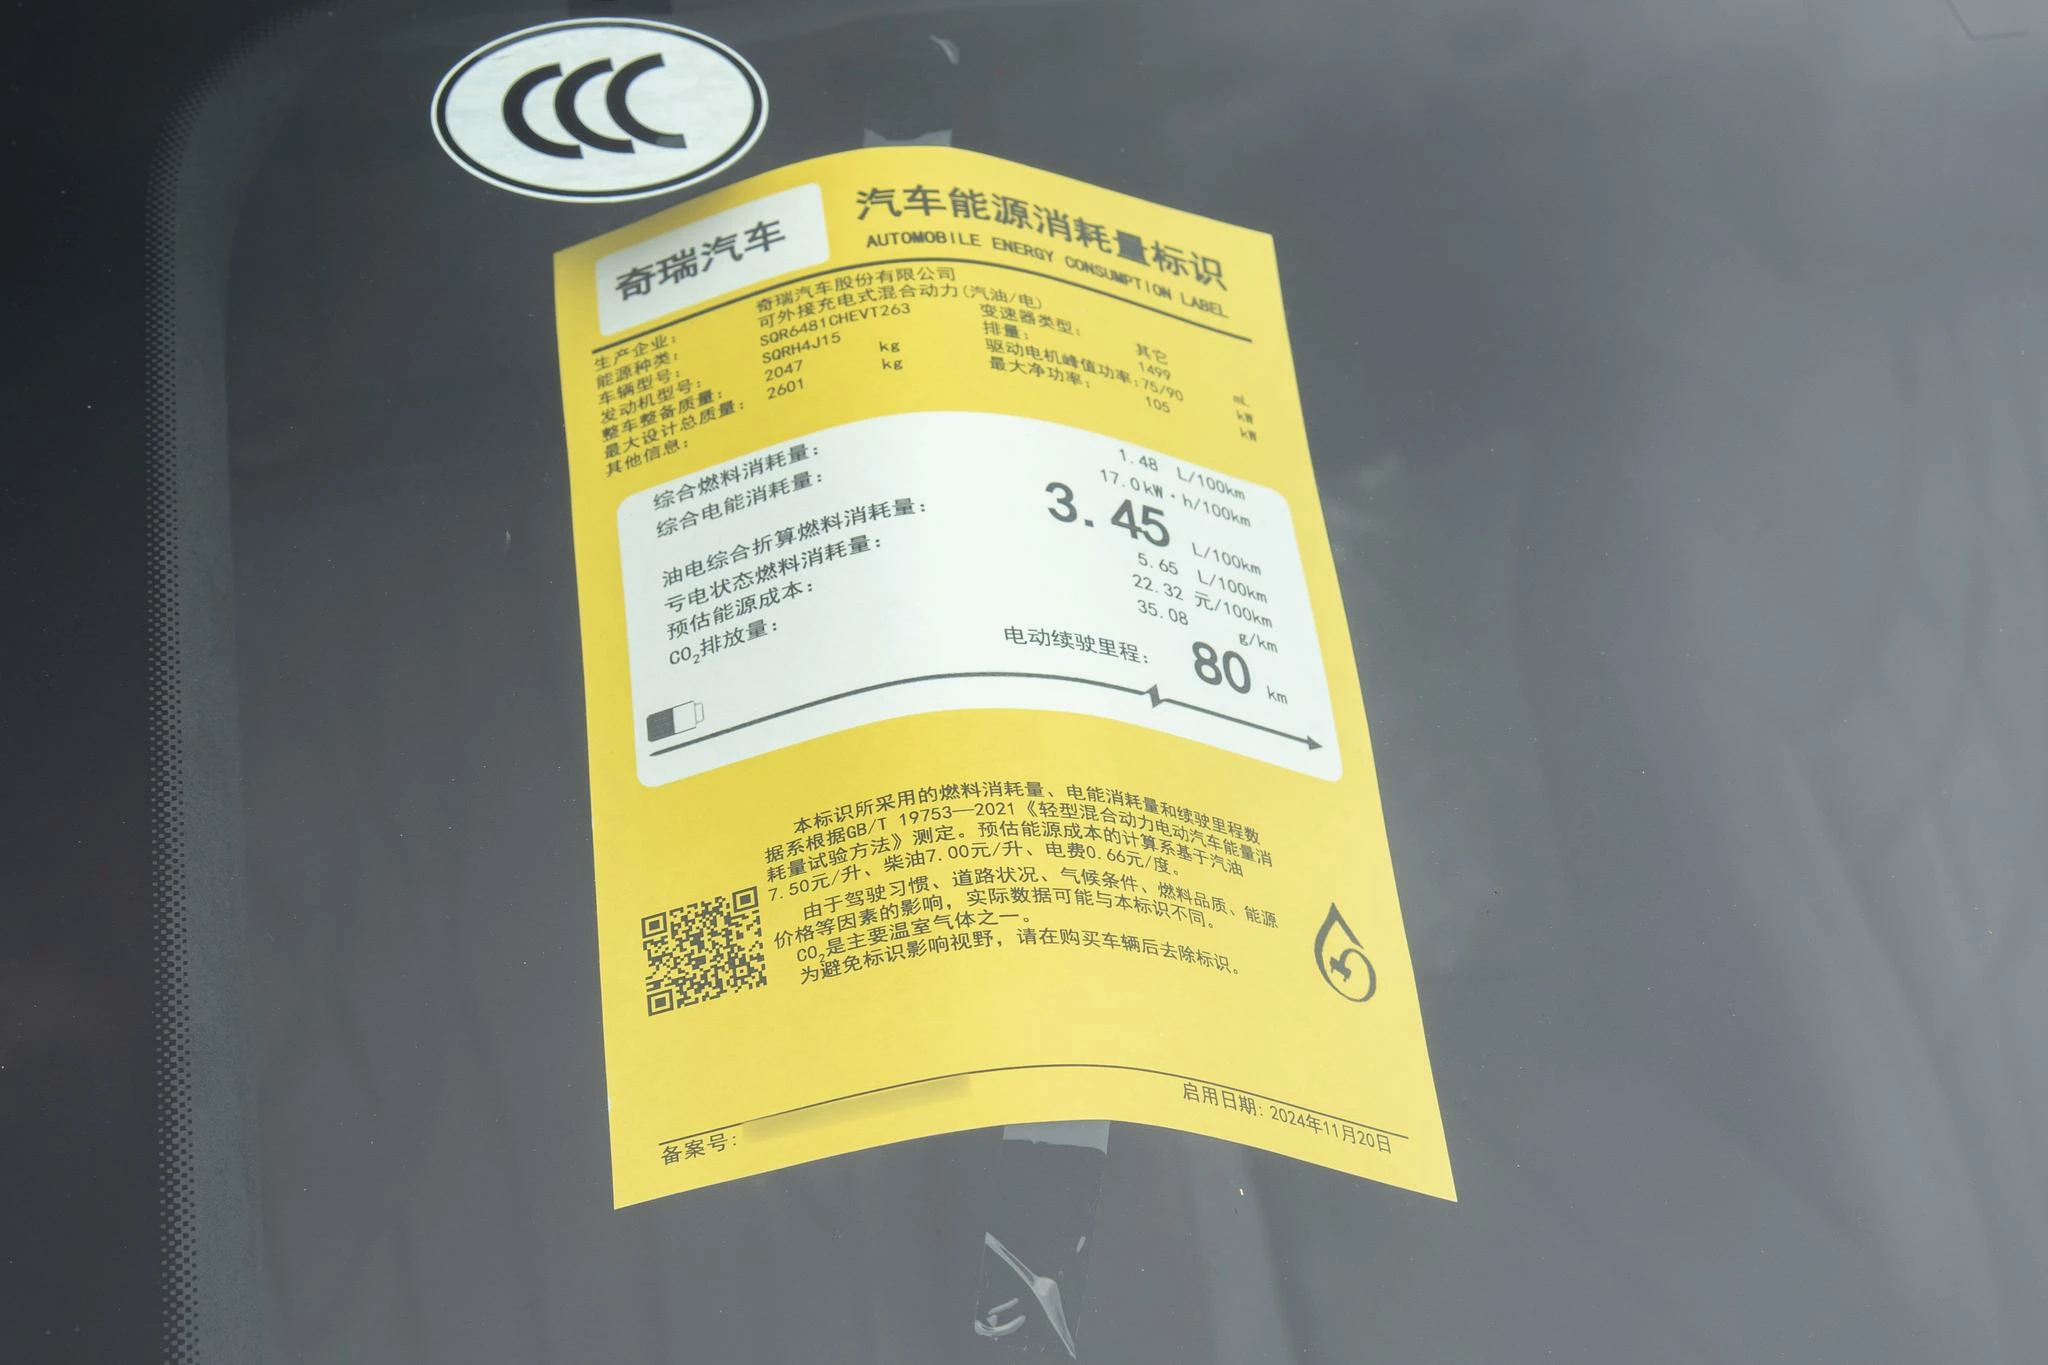 CCC
奇瑞汽车
汽车能源消耗量标识
AUTOMOBILE ENERGY CONSUMPTION LABEL
生产企业: 奇瑞汽车股份有限公司
能源种类: 可外接充电式混合动力(汽油/电)
车辆型号: SQR6481CHEVT263 变速器类型: 其它
发动机型号: SQRH4J15 排量: 1499 mL
整车整备质量: 2047 kg 驱动电机峰值功率: 75/90 kW
最大设计总质量: 2601 kg 最大净功率: 105 kW
其他信息:
综合燃料消耗量: 1.48 L/100km
综合电能消耗量: 17.0 kW·h/100km
油电综合折算燃料消耗量: 3.45 L/100km
亏电状态燃料消耗量: 5.65 L/100km
预估能源成本: 22.32 元/100km
CO₂排放量: 35.08 g/km
电动续驶里程: 80 km
本标识所采用的燃料消耗量、电能消耗量和续驶里程数
据系根据GB/T 19753—2021《轻型混合动力电动汽车能量消
耗量试验方法》测定。预估能源成本的计算系基于汽油
7.50元/升、柴油7.00元/升、电费0.66元/度。
由于驾驶习惯、道路状况、气候条件、燃料品质、能源
价格等因素的影响，实际数据可能与本标识不同。
CO₂是主要温室气体之一。
为避免标识影响视野，请在购买车辆后去除标识。
备案号: 启用日期: 2024年11月20日